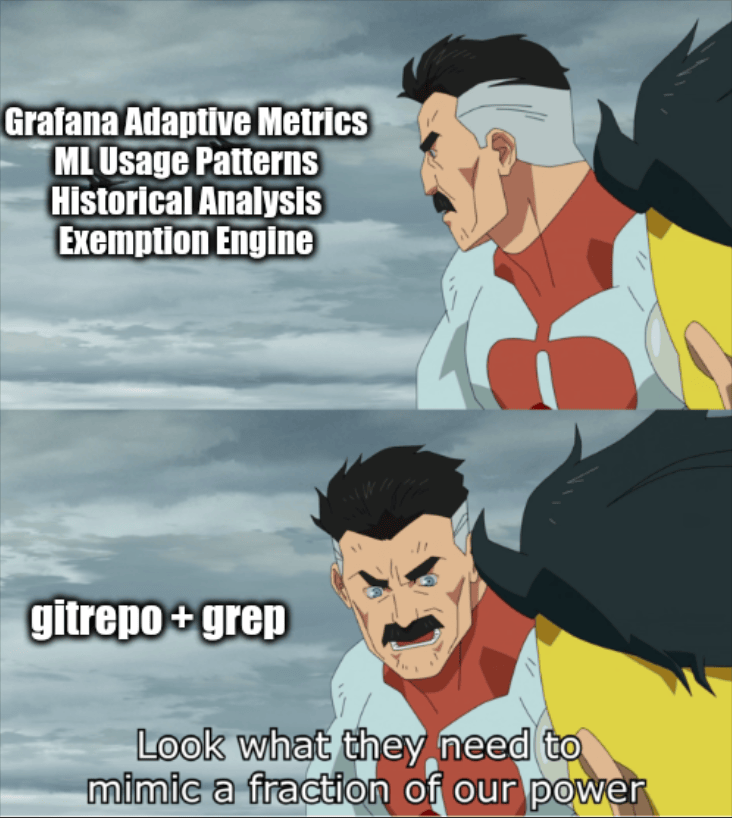 Grafana Adaptive Metrics
ML Usage Patterns
Historical Analysis
Exemption Engine
gitrepo + grep
Look what they need to
mimic a fraction of our power